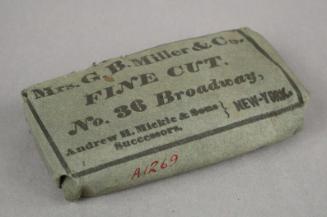 Mrs. G. B. Miller & Co.
FINE CUT.
No. 36 Broadway,
Andrew H. Mickle & Sons } NEW-YORK.
Successors.
A1269